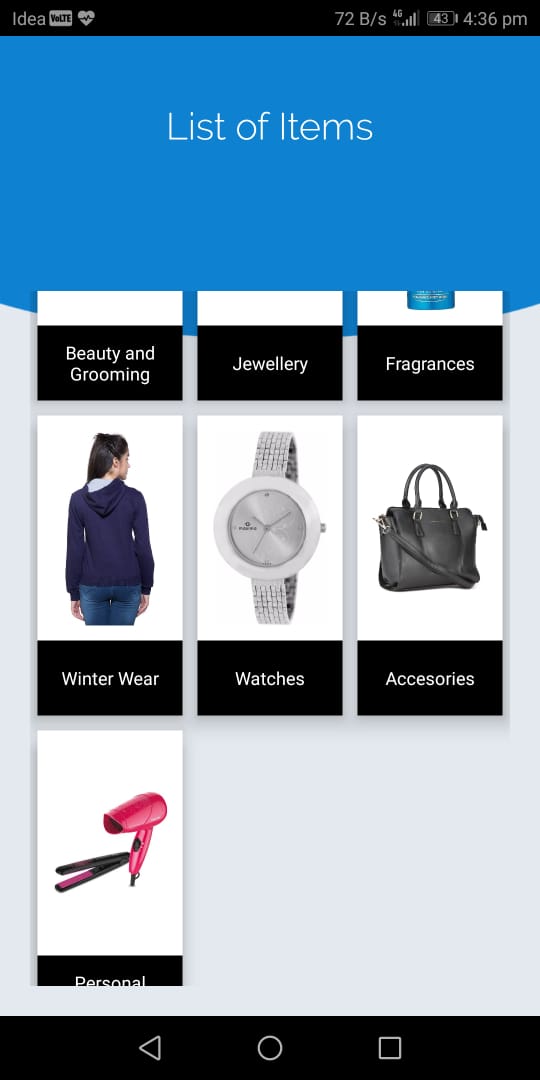 Idea VoLTE 72 B/s 4G 43 4:36 pm
List of Items
Beauty and
Grooming
Jewellery
Fragrances
maxima
Winter Wear
Watches
Accesories
Personal